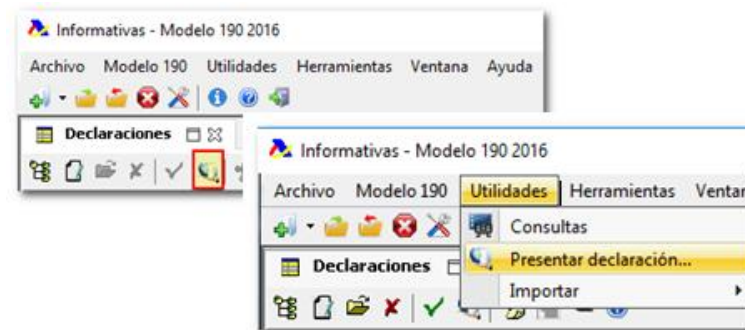 Informativas - Modelo 190 2016
Archivo Modelo 190 Utilidades Herramientas Ventana Ayuda
Declaraciones
Informativas - Modelo 190 2016
Archivo Modelo 190 Utilidades Herramientas Ventan
Consultas
Declaraciones
Presentar declaración...
Importar